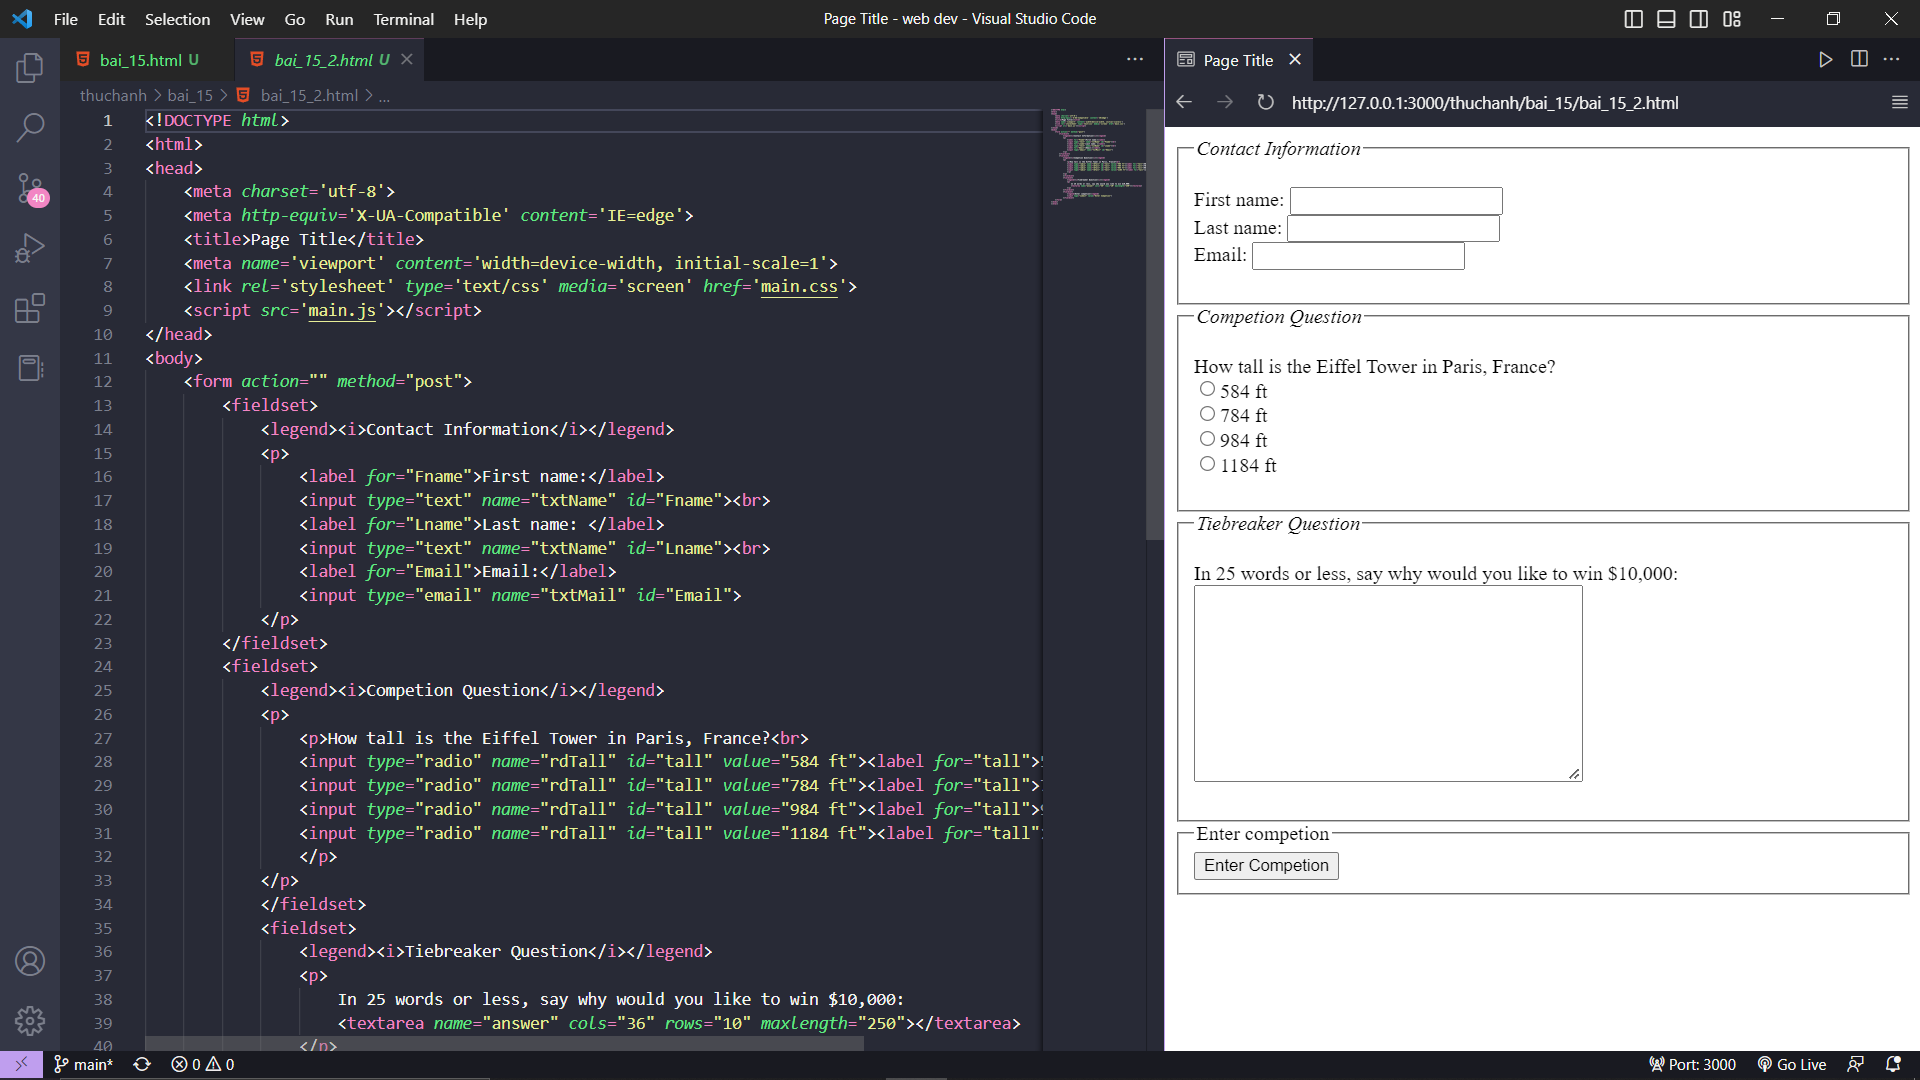 File Edit Selection View Go Run Terminal Help
Page Title - web dev - Visual Studio Code
bai_15.html U
bai_15_2.html U
thuchanh > bai_15 > bai_15_2.html > ...
1 <!DOCTYPE html>
2 <html>
3 <head>
4 <meta charset='utf-8'>
5 <meta http-equiv='X-UA-Compatible' content='IE=edge'>
6 <title>Page Title</title>
7 <meta name='viewport' content='width=device-width, initial-scale=1'>
8 <link rel='stylesheet' type='text/css' media='screen' href='main.css'>
9 <script src='main.js'></script>
10 </head>
11 <body>
12 <form action="" method="post">
13 <fieldset>
14 <legend><i>Contact Information</i></legend>
15 <p>
16 <label for="Fname">First name:</label>
17 <input type="text" name="txtName" id="Fname"><br>
18 <label for="Lname">Last name: </label>
19 <input type="text" name="txtName" id="Lname"><br>
20 <label for="Email">Email:</label>
21 <input type="email" name="txtMail" id="Email">
22 </p>
23 </fieldset>
24 <fieldset>
25 <legend><i>Competion Question</i></legend>
26 <p>
27 <p>How tall is the Eiffel Tower in Paris, France?<br>
28 <input type="radio" name="rdTall" id="tall" value="584 ft"><label for="tall">
29 <input type="radio" name="rdTall" id="tall" value="784 ft"><label for="tall">
30 <input type="radio" name="rdTall" id="tall" value="984 ft"><label for="tall">
31 <input type="radio" name="rdTall" id="tall" value="1184 ft"><label for="tall"
32 </p>
33 </p>
34 </fieldset>
35 <fieldset>
36 <legend><i>Tiebreaker Question</i></legend>
37 <p>
38 In 25 words or less, say why would you like to win $10,000:
39 <textarea name="answer" cols="36" rows="10" maxlength="250"></textarea>
40 </p>
40
Page Title
http://127.0.0.1:3000/thuchanh/bai_15/bai_15_2.html
Contact Information
First name:
Last name:
Email:
Competion Question
How tall is the Eiffel Tower in Paris, France?
584 ft
784 ft
984 ft
1184 ft
Tiebreaker Question
In 25 words or less, say why would you like to win $10,000:
Enter competion
Enter Competion
main* 0 0
Port: 3000 Go Live